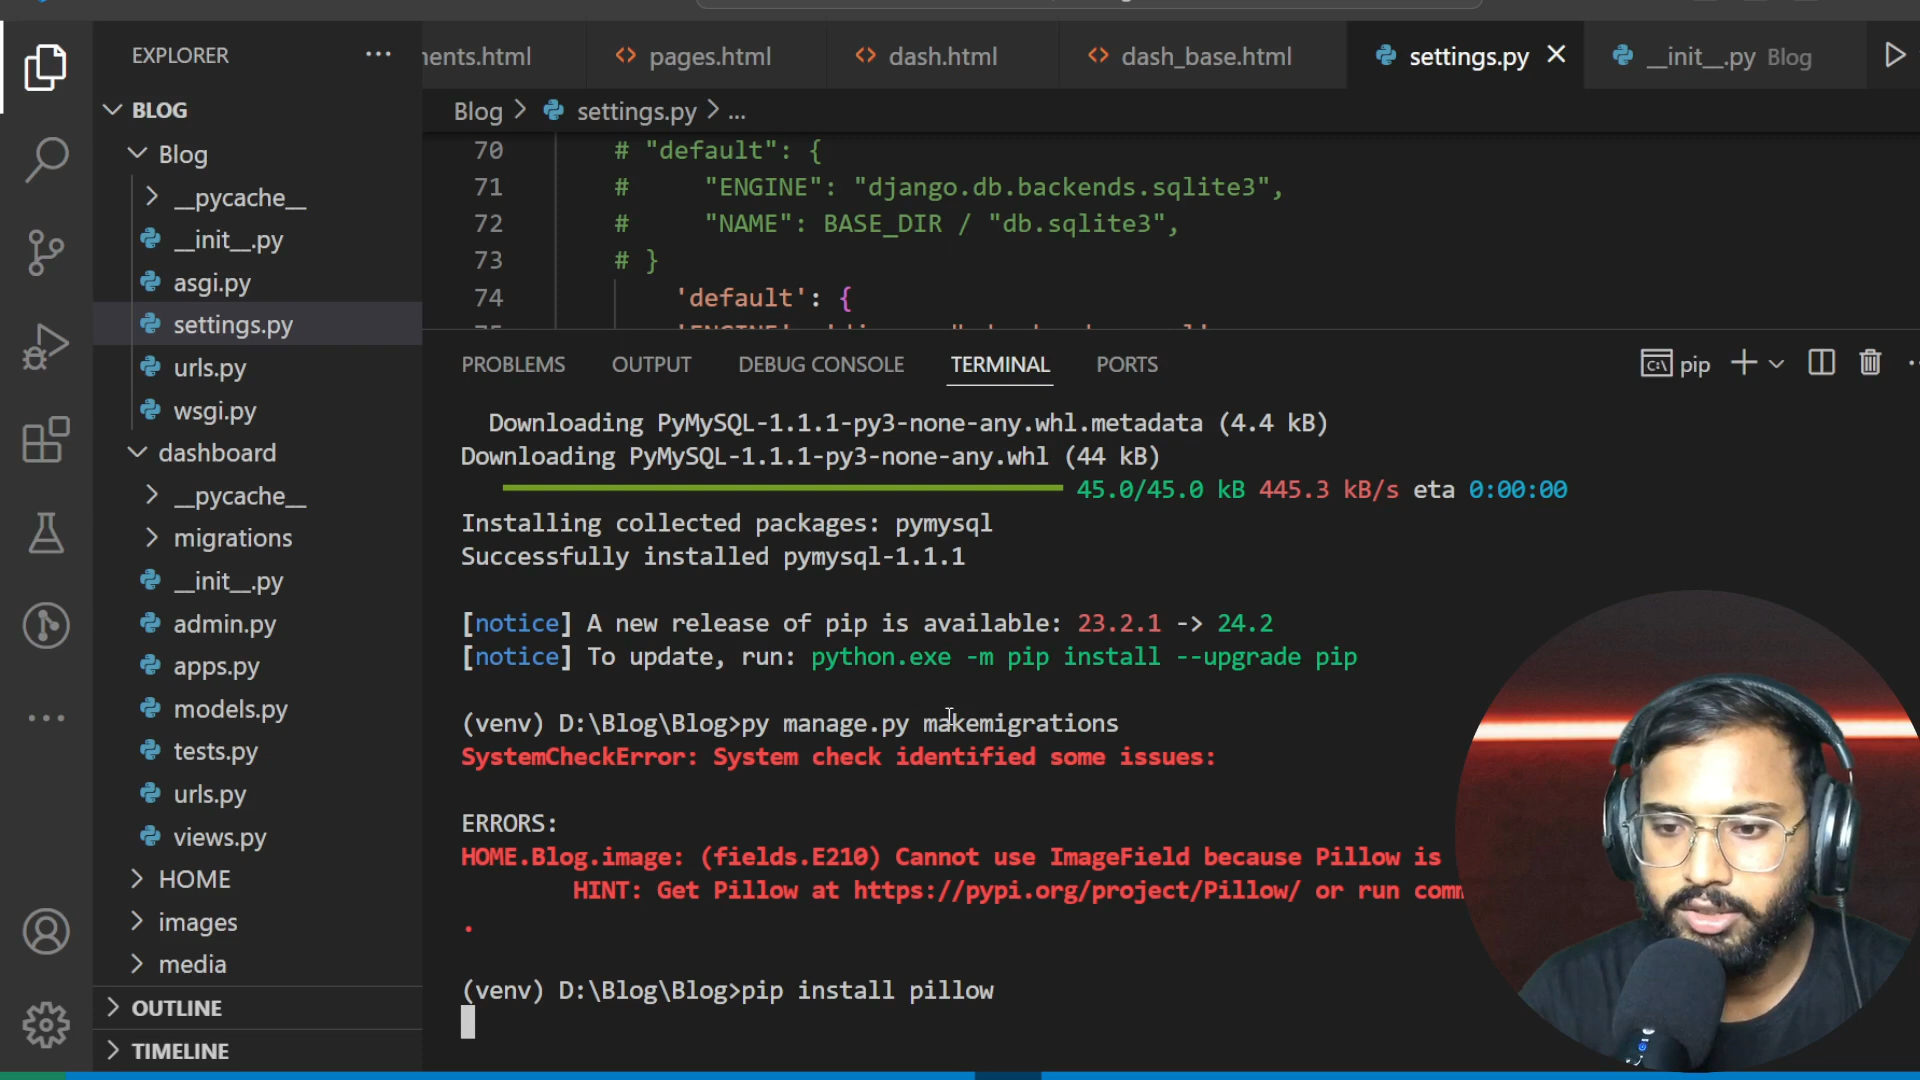 EXPLORER
BLOG
Blog
__pycache__
__init__.py
asgi.py
settings.py
urls.py
wsgi.py
dashboard
__pycache__
migrations
__init__.py
admin.py
apps.py
models.py
tests.py
urls.py
views.py
HOME
images
media
OUTLINE
TIMELINE
nents.html
pages.html
dash.html
dash_base.html
settings.py
__init__.py Blog
Blog > settings.py > ...
70 # "default": {
71 # "ENGINE": "django.db.backends.sqlite3",
72 # "NAME": BASE_DIR / "db.sqlite3",
73 # }
74 'default': {
PROBLEMS OUTPUT DEBUG CONSOLE TERMINAL PORTS
pip
Downloading PyMySQL-1.1.1-py3-none-any.whl.metadata (4.4 kB)
Downloading PyMySQL-1.1.1-py3-none-any.whl (44 kB)
45.0/45.0 kB 445.3 kB/s eta 0:00:00
Installing collected packages: pymysql
Successfully installed pymysql-1.1.1
[notice] A new release of pip is available: 23.2.1 -> 24.2
[notice] To update, run: python.exe -m pip install --upgrade pip
(venv) D:\Blog\Blog>py manage.py makemigrations
SystemCheckError: System check identified some issues:
ERRORS:
HOME.Blog.image: (fields.E210) Cannot use ImageField because Pillow is
HINT: Get Pillow at https://pypi.org/project/Pillow/ or run comm
.
(venv) D:\Blog\Blog>pip install pillow